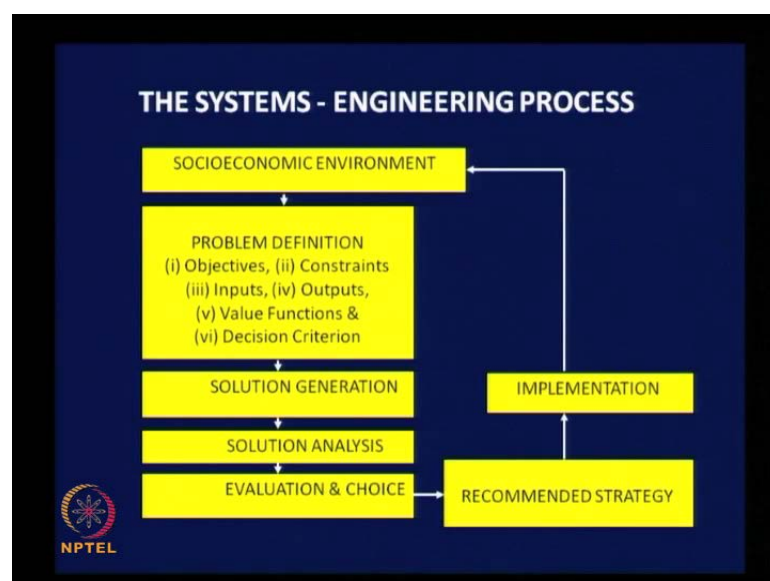 THE SYSTEMS - ENGINEERING PROCESS
SOCIOECONOMIC ENVIRONMENT
PROBLEM DEFINITION
(i) Objectives, (ii) Constraints
(iii) Inputs, (iv) Outputs,
(v) Value Functions &
(vi) Decision Criterion
SOLUTION GENERATION
SOLUTION ANALYSIS
EVALUATION & CHOICE
RECOMMENDED STRATEGY
IMPLEMENTATION
NPTEL